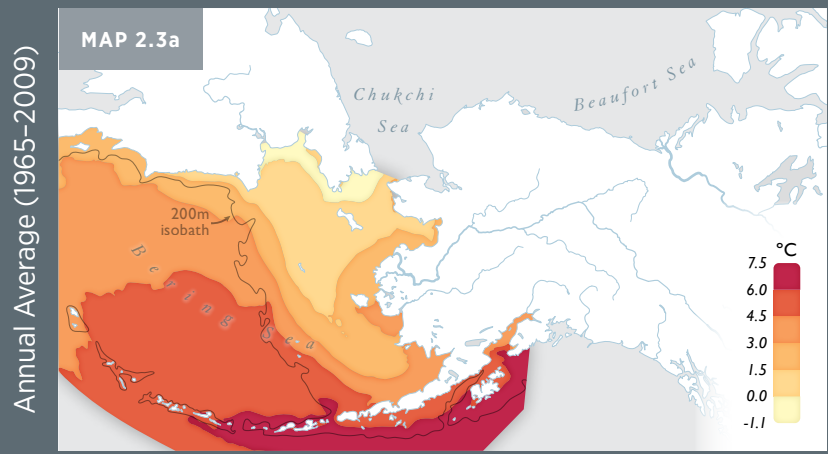 Annual Average (1965–2009)
MAP 2.3a
Chukchi
Sea
Beaufort Sea
200m
isobath
Bering Sea
°C
7.5
6.0
4.5
3.0
1.5
0.0
-1.1